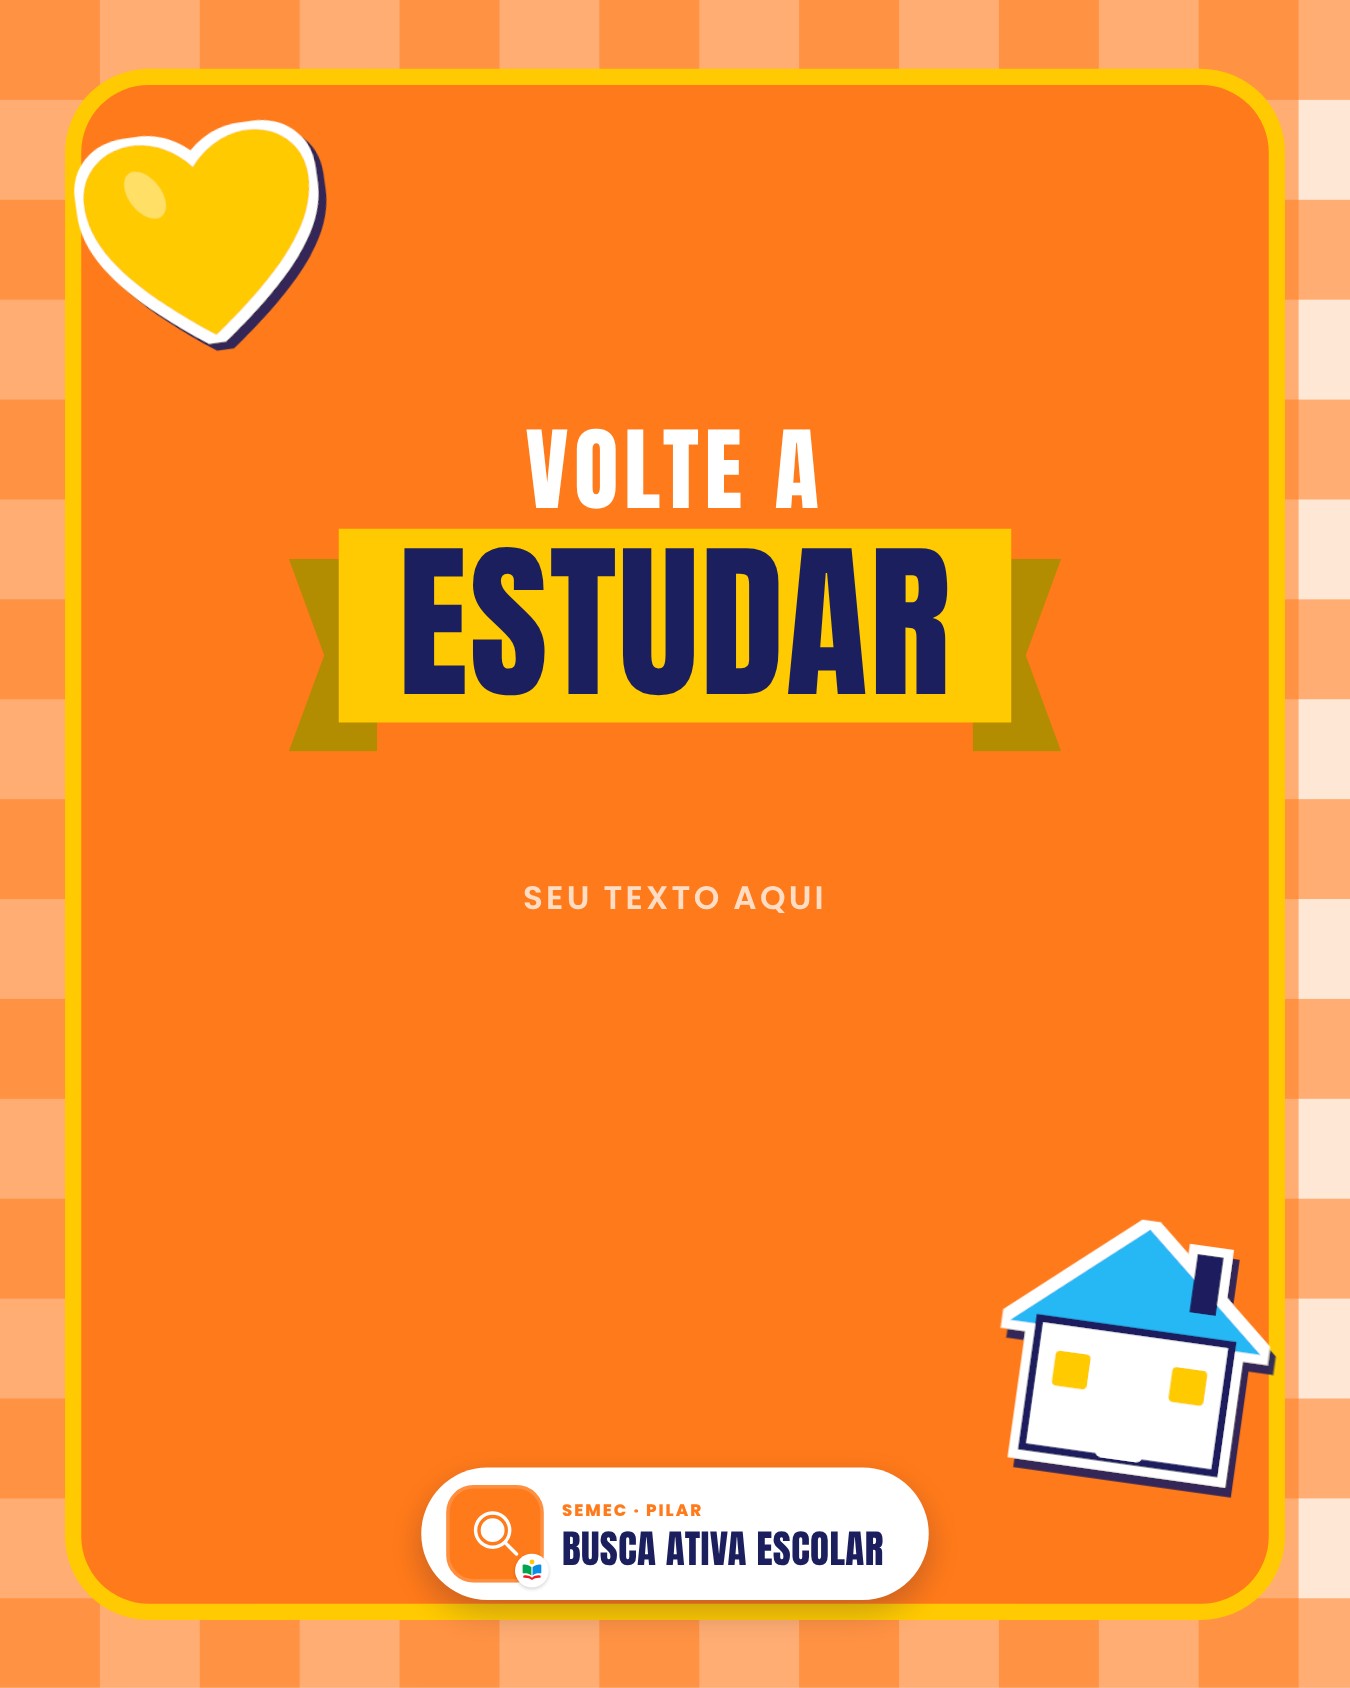 VOLTE A
ESTUDAR
SEU TEXTO AQUI
SEMEC · PILAR
BUSCA ATIVA ESCOLAR